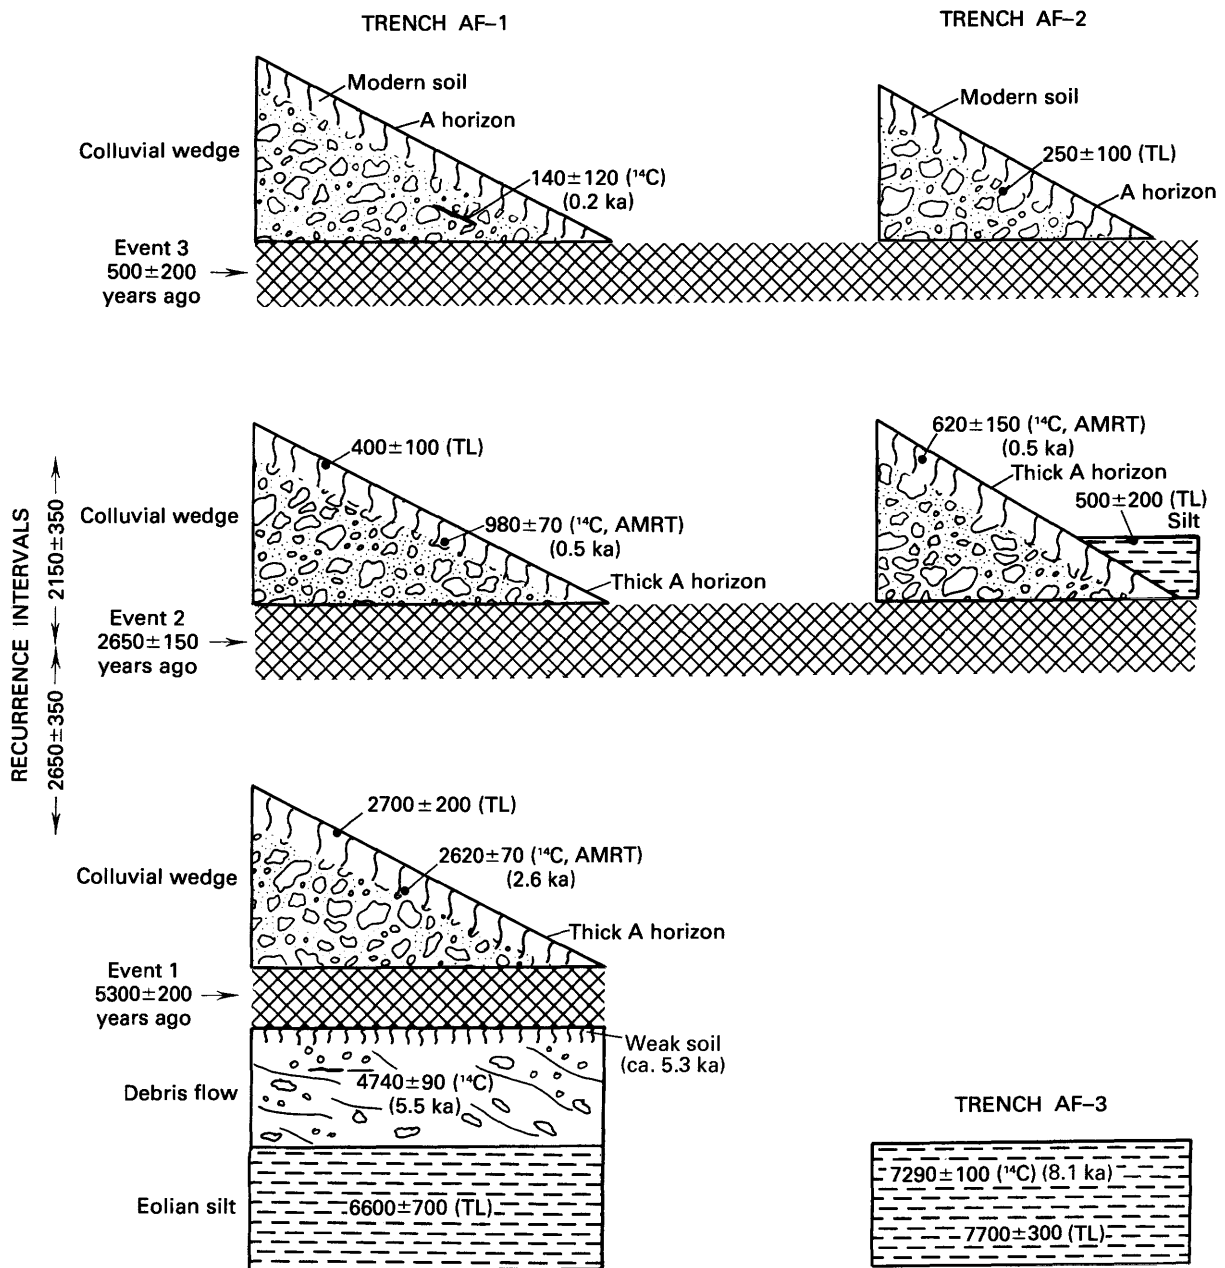 TRENCH AF–1
TRENCH AF–2
Modern soil
A horizon
Colluvial wedge
140±120 (¹⁴C)
(0.2 ka)
Modern soil
250±100 (TL)
A horizon
Event 3
500±200
years ago
400±100 (TL)
Colluvial wedge
980±70 (¹⁴C, AMRT)
(0.5 ka)
Thick A horizon
620±150 (¹⁴C, AMRT)
(0.5 ka)
Thick A horizon
500±200 (TL)
Silt
Event 2
2650±150
years ago
RECURRENCE INTERVALS
2150±350
2650±350
2700±200 (TL)
2620±70 (¹⁴C, AMRT)
(2.6 ka)
Colluvial wedge
Thick A horizon
Event 1
5300±200
years ago
Weak soil
(ca. 5.3 ka)
Debris flow
4740±90 (¹⁴C)
(5.5 ka)
Eolian silt
6600±700 (TL)
TRENCH AF–3
7290±100 (¹⁴C) (8.1 ka)
7700±300 (TL)